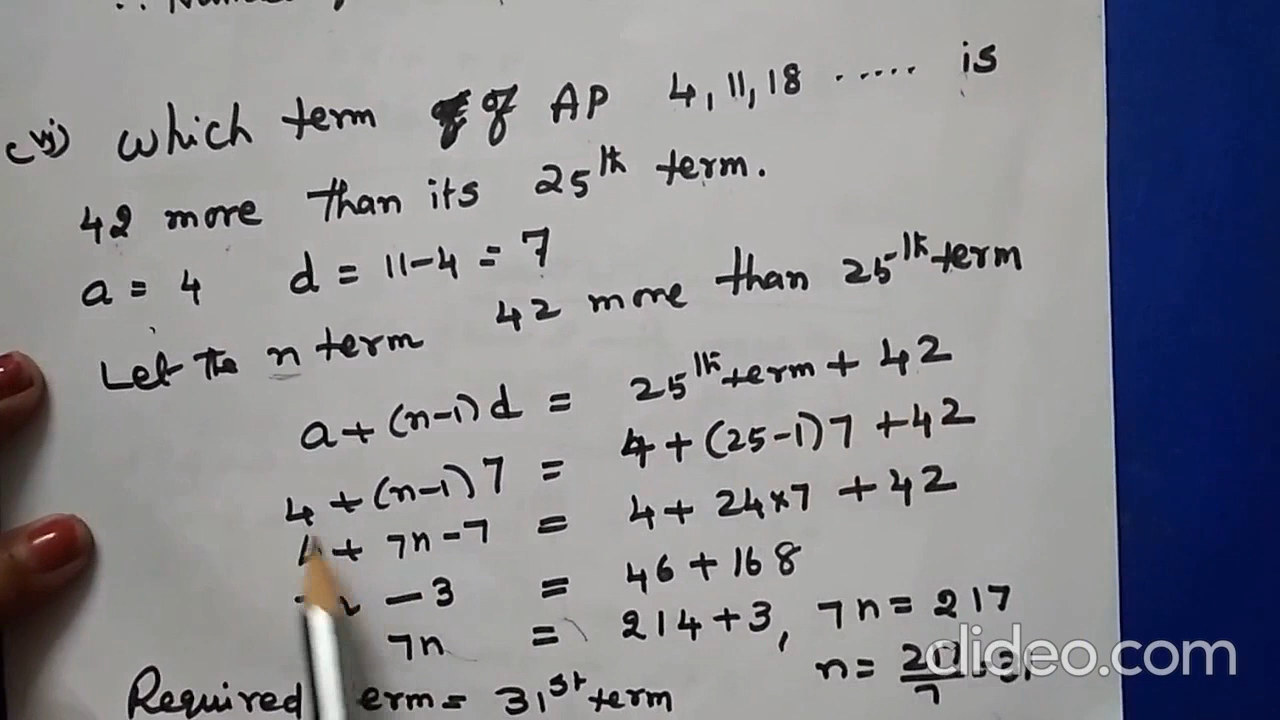 (vi) which term of AP 4, 11, 18 ..... is
42 more than its 25th term.
a = 4 d = 11-4 = 7
Let the n term 42 more than 25th term
a + (n-1) d = 25th term + 42
4 + (n-1) 7 = 4 + (25-1) 7 + 42
4 + 7n - 7 = 4 + 24×7 + 42
- 3 = 46 + 168
7n = 214 + 3, 7n = 217
n = 217/7
Required term = 31st term
clideo.com